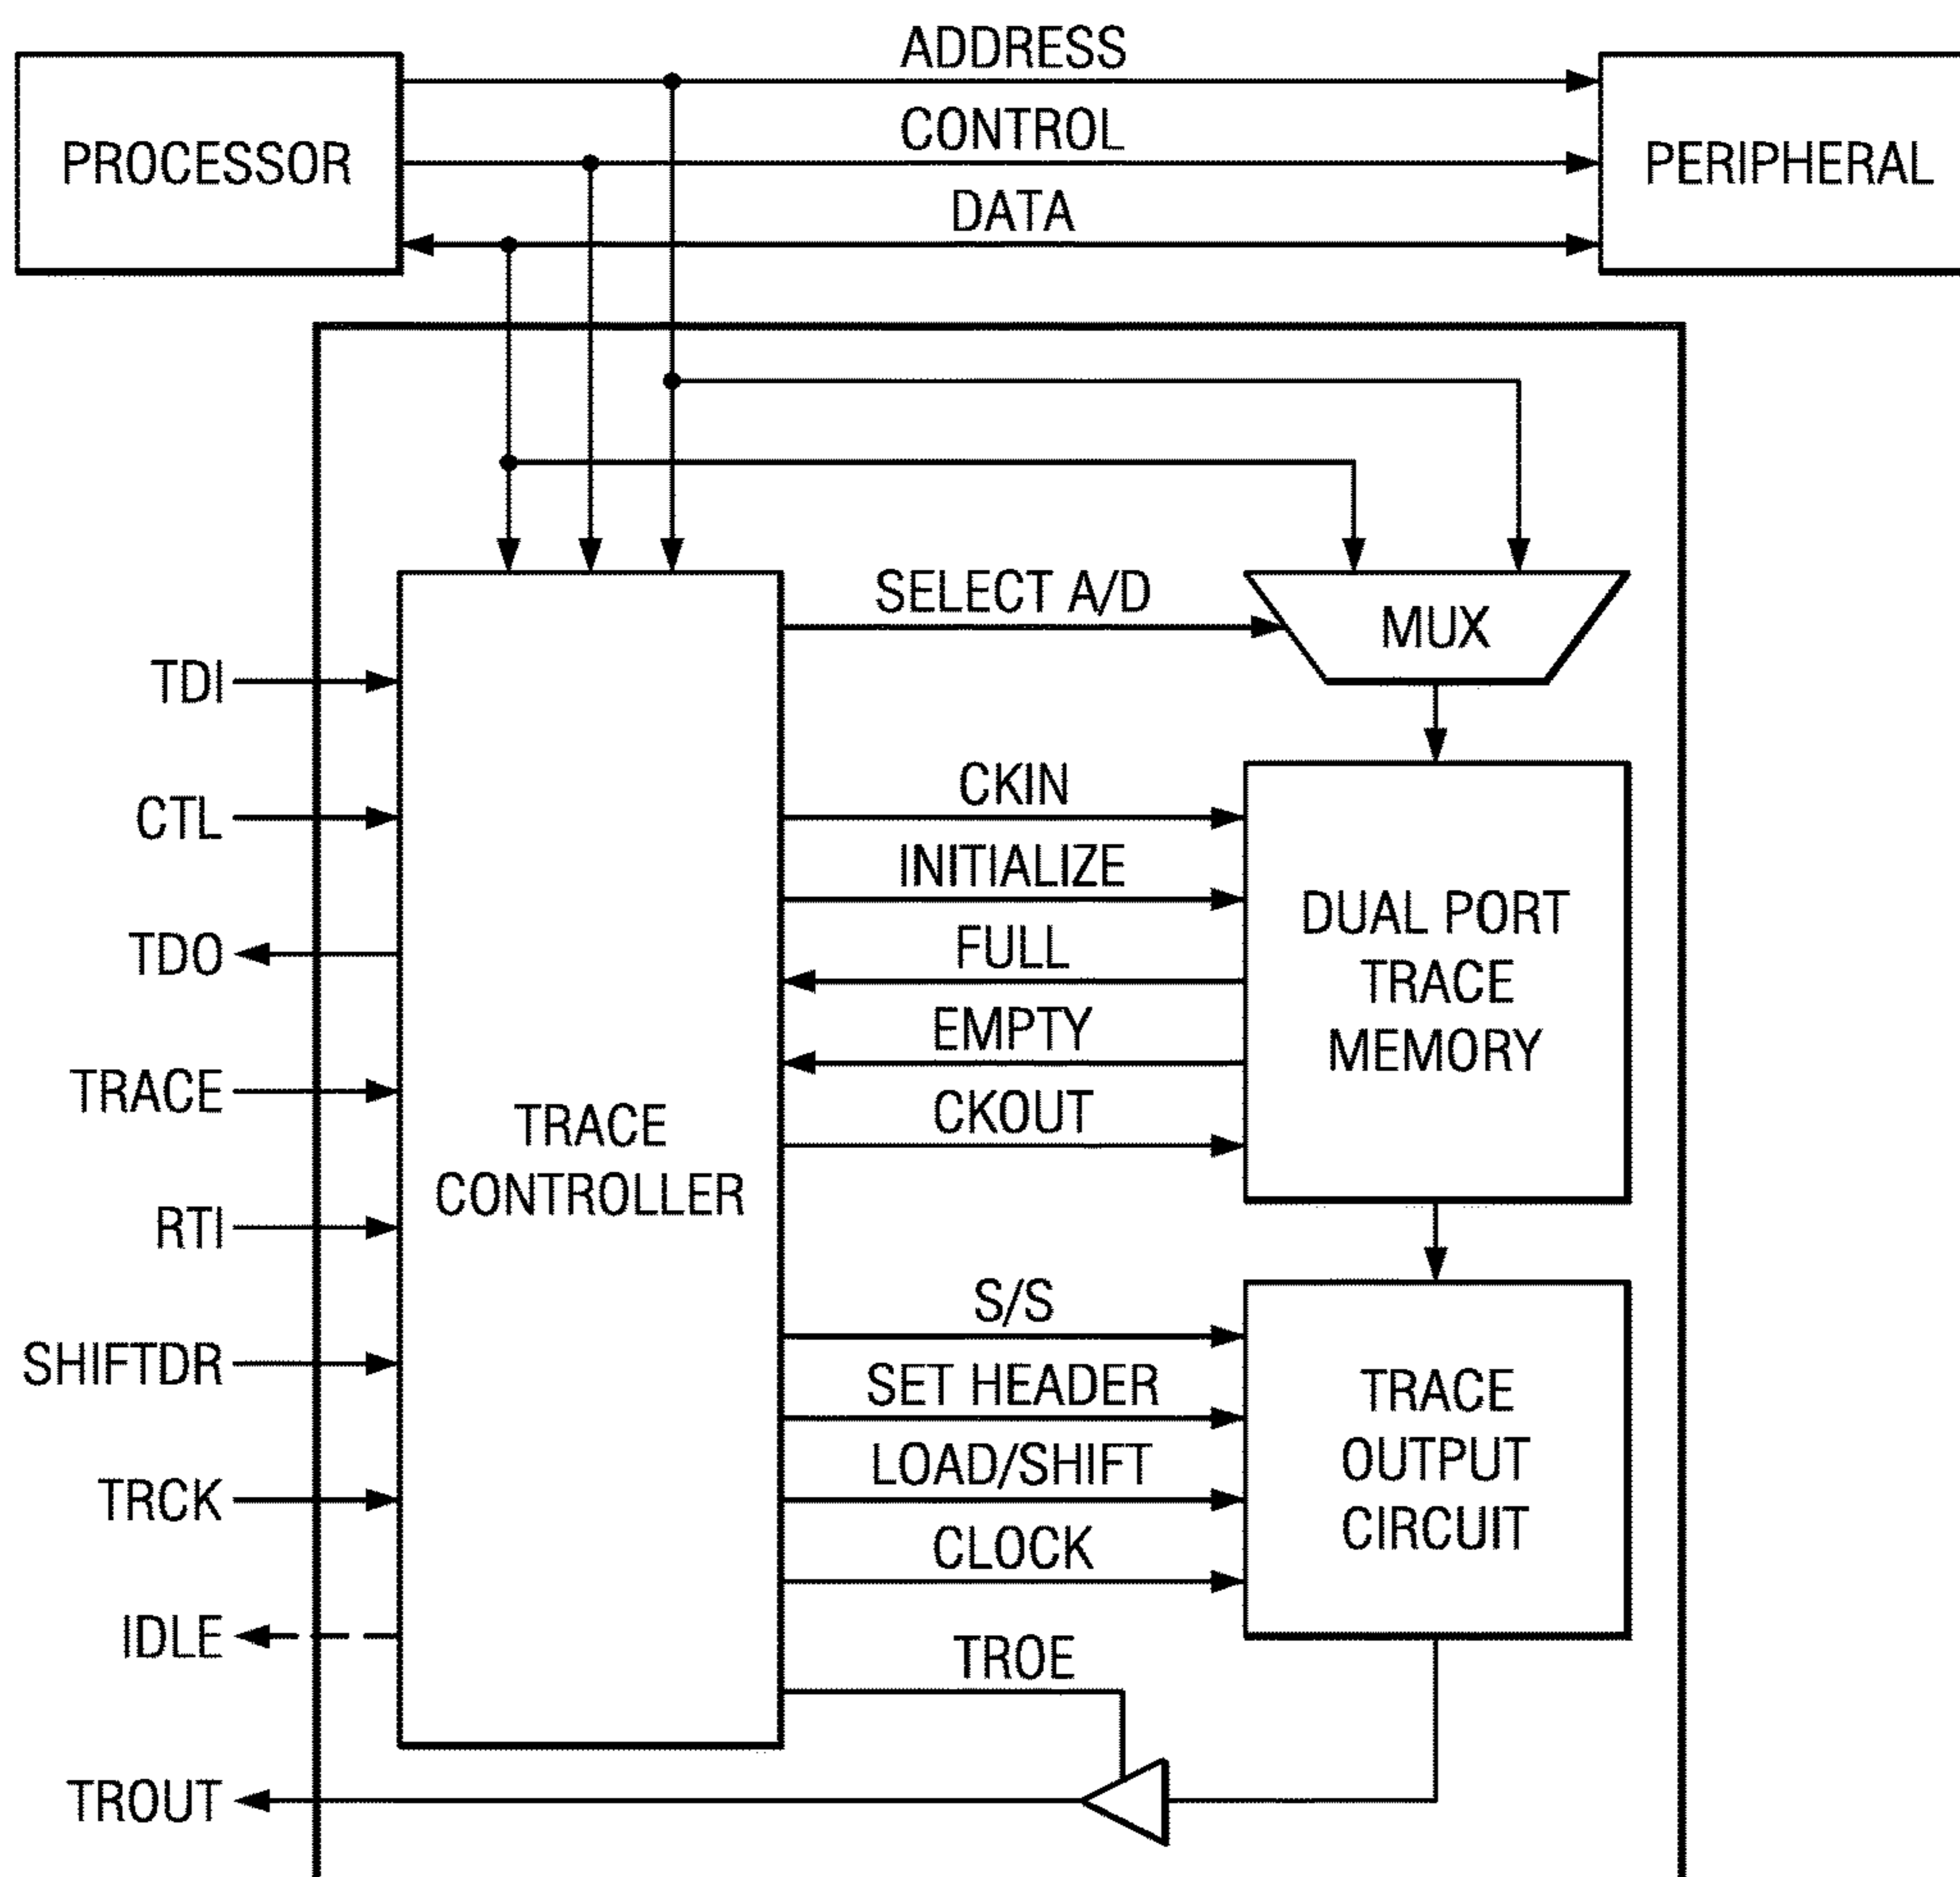 ADDRESS
PROCESSOR
CONTROL
PERIPHERAL
DATA
SELECT A/D
MUX
TDI
CKIN
CTL
INITIALIZE
DUAL PORT
TRACE
MEMORY
TDO
FULL
EMPTY
TRACE
CKOUT
TRACE
CONTROLLER
RTI
S/S
SHIFTDR
SET HEADER
TRACE
OUTPUT
CIRCUIT
LOAD/SHIFT
TRCK
CLOCK
IDLE
TROE
TROUT